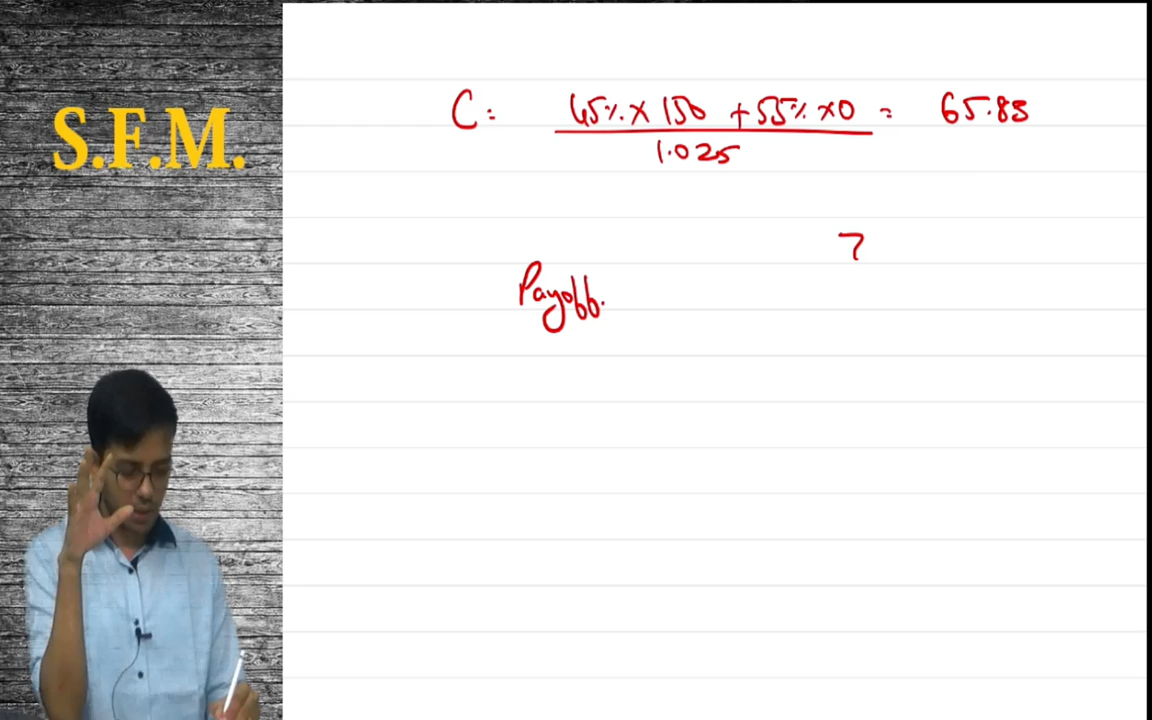 S.F.M.
C = 45% × 150 + 55% × 0 = 65.85
1.025
7
Payoff.